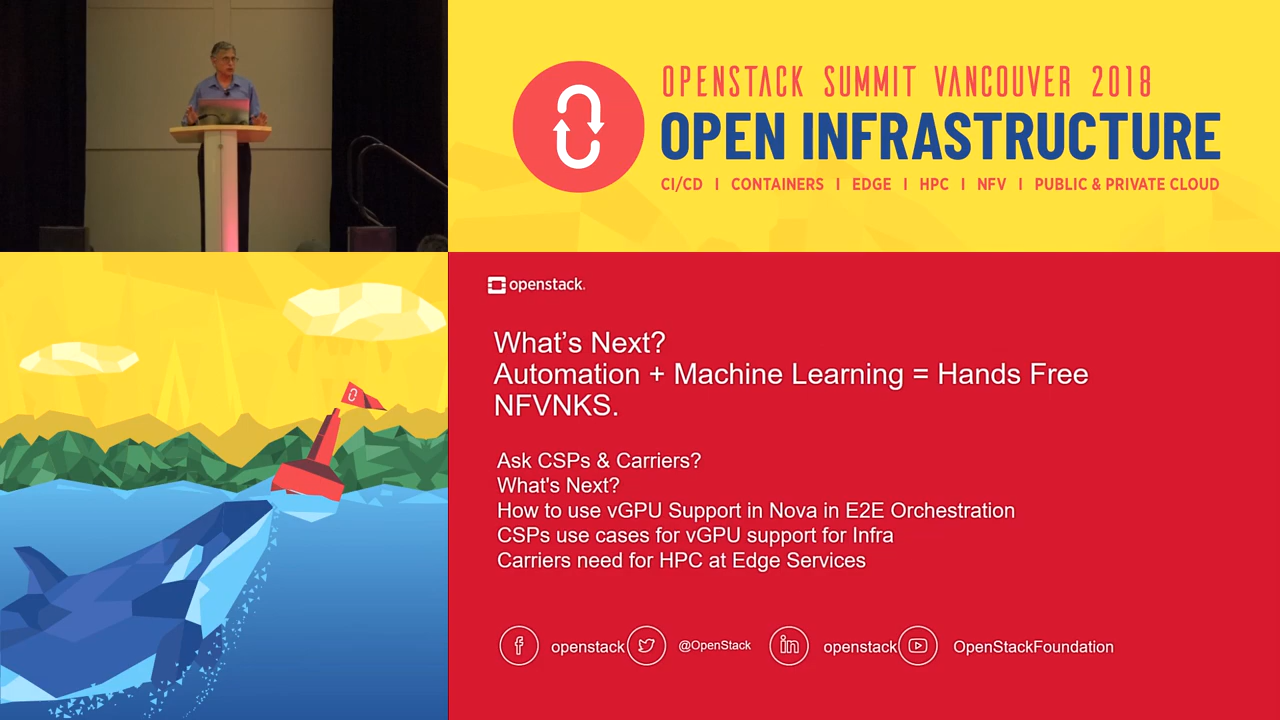 OPENSTACK SUMMIT VANCOUVER 2018
OPEN INFRASTRUCTURE
CI/CD | CONTAINERS | EDGE | HPC | NFV | PUBLIC & PRIVATE CLOUD
openstack.
What's Next?
Automation + Machine Learning = Hands Free
NFVNKS.
Ask CSPs & Carriers?
What's Next?
How to use vGPU Support in Nova in E2E Orchestration
CSPs use cases for vGPU support for Infra
Carriers need for HPC at Edge Services
openstack @OpenStack openstack OpenStackFoundation